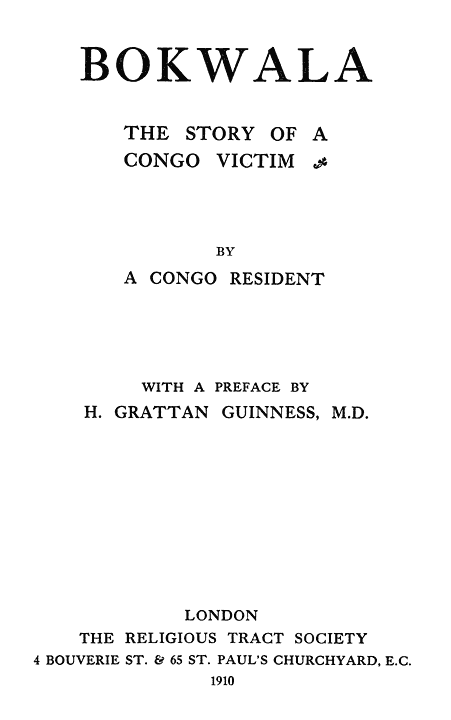 BOKWALA
THE STORY OF A
CONGO VICTIM
BY
A CONGO RESIDENT
WITH A PREFACE BY
H. GRATTAN GUINNESS, M.D.
LONDON
THE RELIGIOUS TRACT SOCIETY
4 BOUVERIE ST. & 65 ST. PAUL'S CHURCHYARD, E.C.
1910